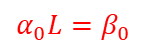 α₀L = β₀